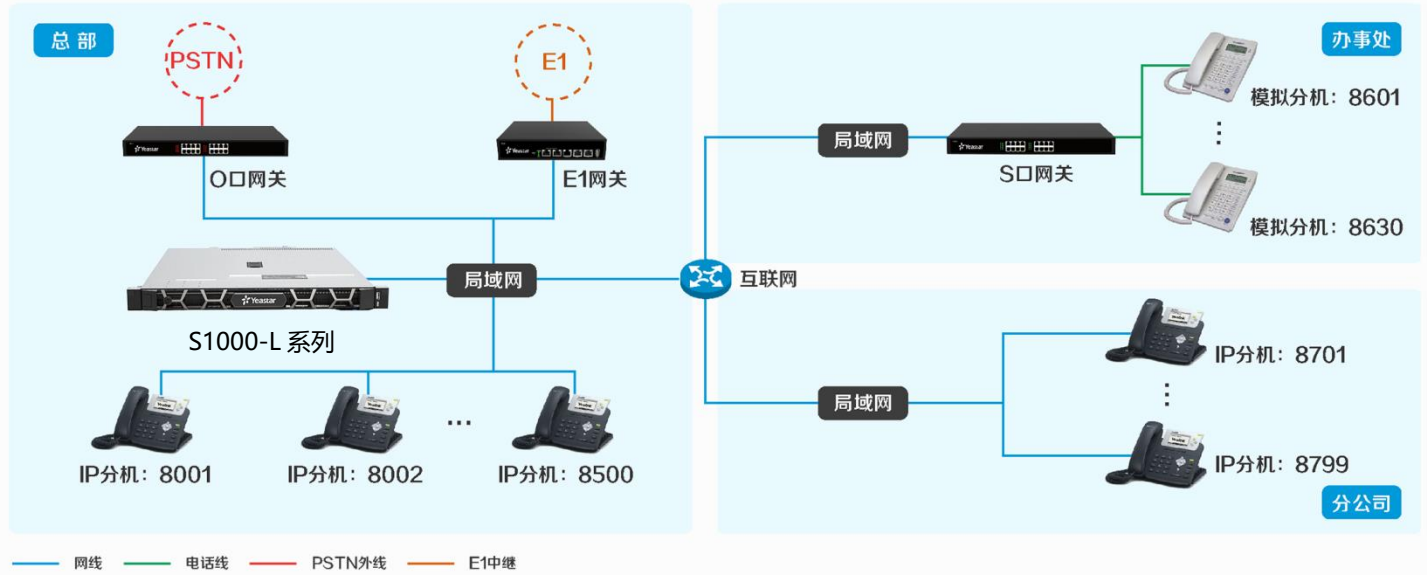 总部
PSTN
E1
Yeastar
O口网关
Yeastar
E1网关
Yeastar
S1000-L 系列
局域网
IP分机：8001
IP分机：8002
...
IP分机：8500
互联网
办事处
局域网
Yeastar
S口网关
模拟分机：8601
模拟分机：8630
局域网
IP分机：8701
IP分机：8799
分公司
网线
电话线
PSTN外线
E1中继